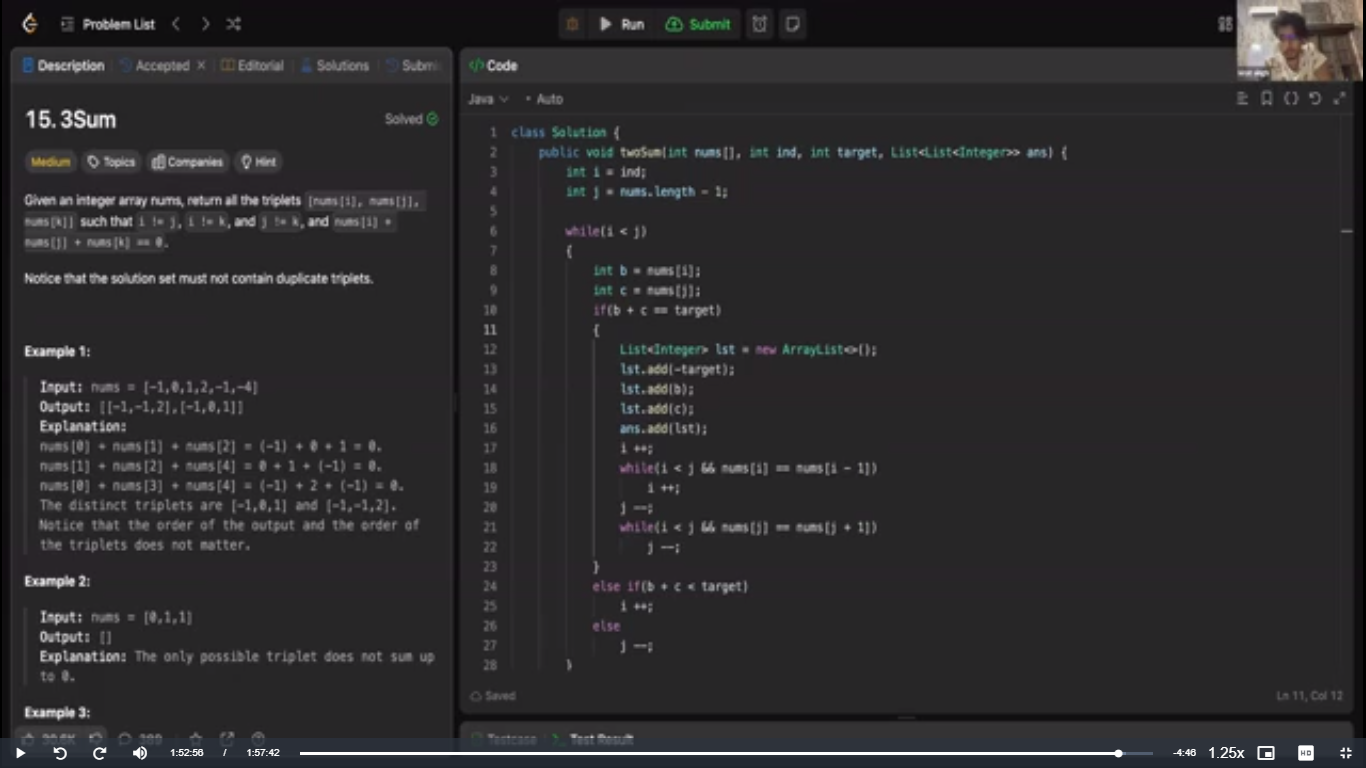 Problem List
Run
Submit
Description
Accepted
Editorial
Solutions
Submi
Code
Java
Auto
15. 3Sum
Solved
Medium
Topics
Companies
Hint
Given an integer array nums, return all the triplets [nums[i], nums[j],
nums[k]] such that i != j, i != k, and j != k, and nums[i] +
nums[j] + nums[k] == 0.
Notice that the solution set must not contain duplicate triplets.
Example 1:
Input: nums = [-1,0,1,2,-1,-4]
Output: [[-1,-1,2],[-1,0,1]]
Explanation:
nums[0] + nums[1] + nums[2] = (-1) + 0 + 1 = 0.
nums[1] + nums[2] + nums[4] = 0 + 1 + (-1) = 0.
nums[0] + nums[3] + nums[4] = (-1) + 2 + (-1) = 0.
The distinct triplets are [-1,0,1] and [-1,-1,2].
Notice that the order of the output and the order of
the triplets does not matter.
Example 2:
Input: nums = [0,1,1]
Output: []
Explanation: The only possible triplet does not sum up
to 0.
Example 3:
1 class Solution {
2 public void twoSum(int nums[], int ind, int target, List<List<Integer>> ans) {
3 int i = ind;
4 int j = nums.length - 1;
5
6 while(i < j)
7 {
8 int b = nums[i];
9 int c = nums[j];
10 if(b + c == target)
11 {
12 List<Integer> lst = new ArrayList<>();
13 lst.add(-target);
14 lst.add(b);
15 lst.add(c);
16 ans.add(lst);
17 i ++;
18 while(i < j && nums[i] == nums[i - 1])
19 i ++;
20 j --;
21 while(i < j && nums[j] == nums[j + 1])
22 j --;
23 }
24 else if(b + c < target)
25 i ++;
26 else
27 j --;
28 }
Saved
Ln 11, Col 12
Testcase
Test Result
1:52:56 / 1:57:42
-4:46
1.25x
HD